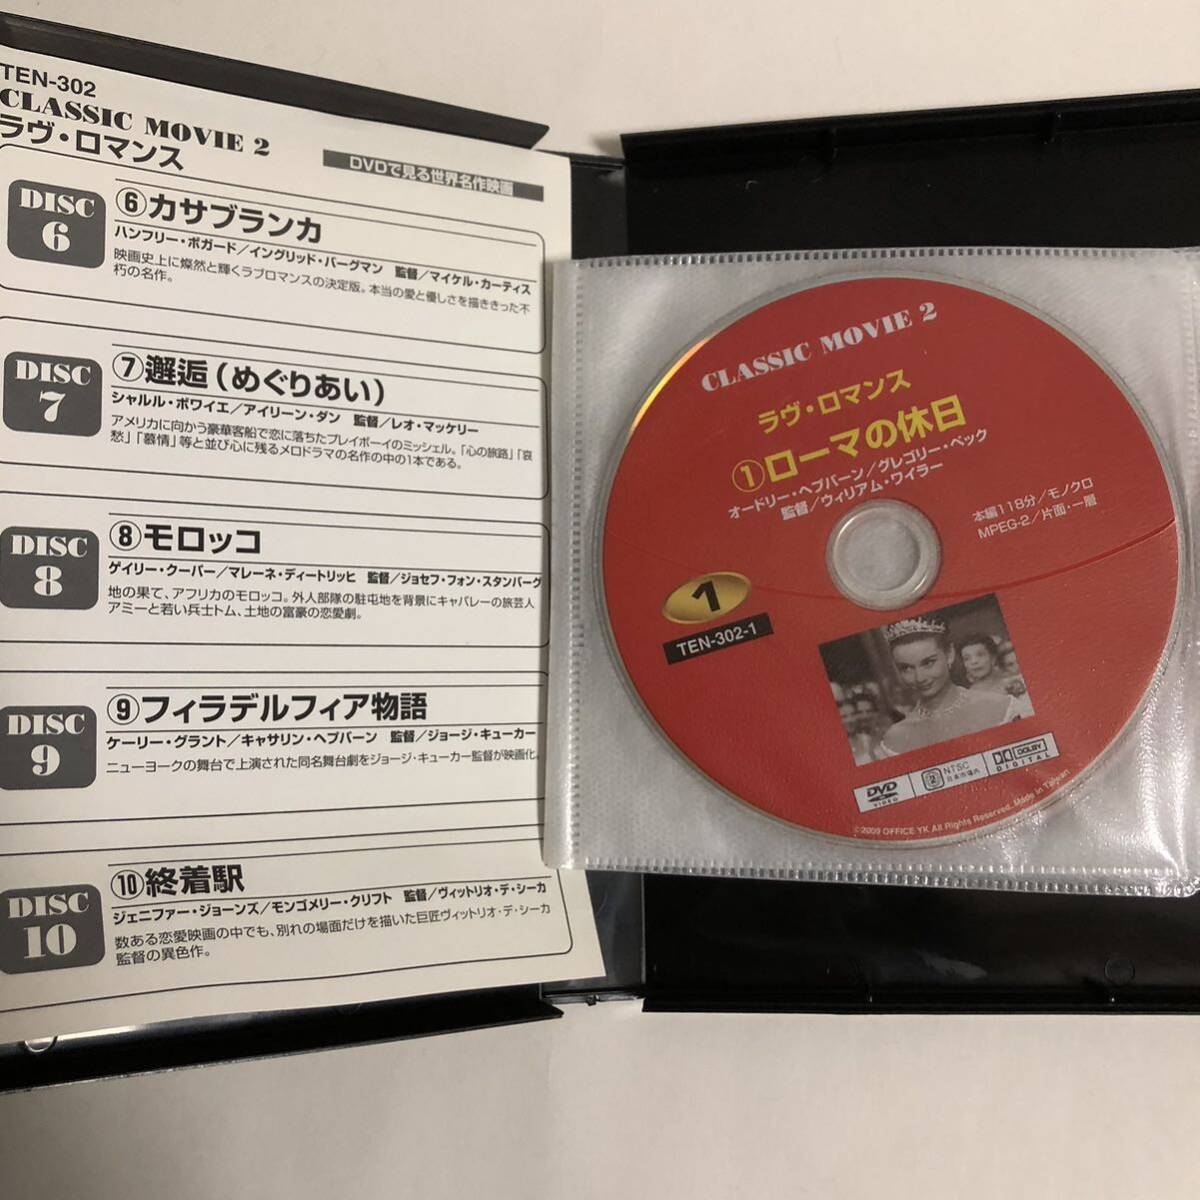 TEN-302
CLASSIC MOVIE 2
ラヴ・ロマンス
DVDで見る世界名作映画
DISC
6
⑥カサブランカ
ハンフリー・ボガード／イングリッド・バーグマン　監督／マイケル・カーティス
映画史上に燦然と輝くラブロマンスの決定版。本当の愛と優しさを描ききった不
朽の名作。
DISC
7
⑦邂逅（めぐりあい）
シャルル・ボワイエ／アイリーン・ダン　監督／レオ・マッケリー
アメリカに向かう豪華客船で恋に落ちたプレイボーイのミッシェル。「心の旅路」「哀
愁」「慕情」等と並び心に残るメロドラマの名作の中の1本である。
DISC
8
⑧モロッコ
ゲイリー・クーパー／マレーネ・ディートリッヒ　監督／ジョセフ・フォン・スタンバーグ
地の果て、アフリカのモロッコ。外人部隊の駐屯地を背景にキャバレーの旅芸人
アミーと若い兵士トム、土地の富豪の恋愛劇。
DISC
9
⑨フィラデルフィア物語
ケーリー・グラント／キャサリン・ヘプバーン　監督／ジョージ・キューカー
ニューヨークの舞台で上演された同名舞台劇をジョージ・キューカー監督が映画化。
DISC
10
⑩終着駅
ジェニファー・ジョーンズ／モンゴメリー・クリフト　監督／ヴィットリオ・デ・シーカ
数ある恋愛映画の中でも、別れの場面だけを描いた巨匠ヴィットリオ・デ・シーカ
監督の異色作。
CLASSIC MOVIE 2
ラヴ・ロマンス
①ローマの休日
オードリー・ヘプバーン／グレゴリー・ペック
監督／ウィリアム・ワイラー
本編118分／モノクロ
MPEG-2／片面・一層
1
TEN-302-1
DVD
VIDEO
2
NTSC
日本市場向
DOLBY
DIGITAL
©2009 OFFICE YK All Rights Reserved. Made in Taiwan